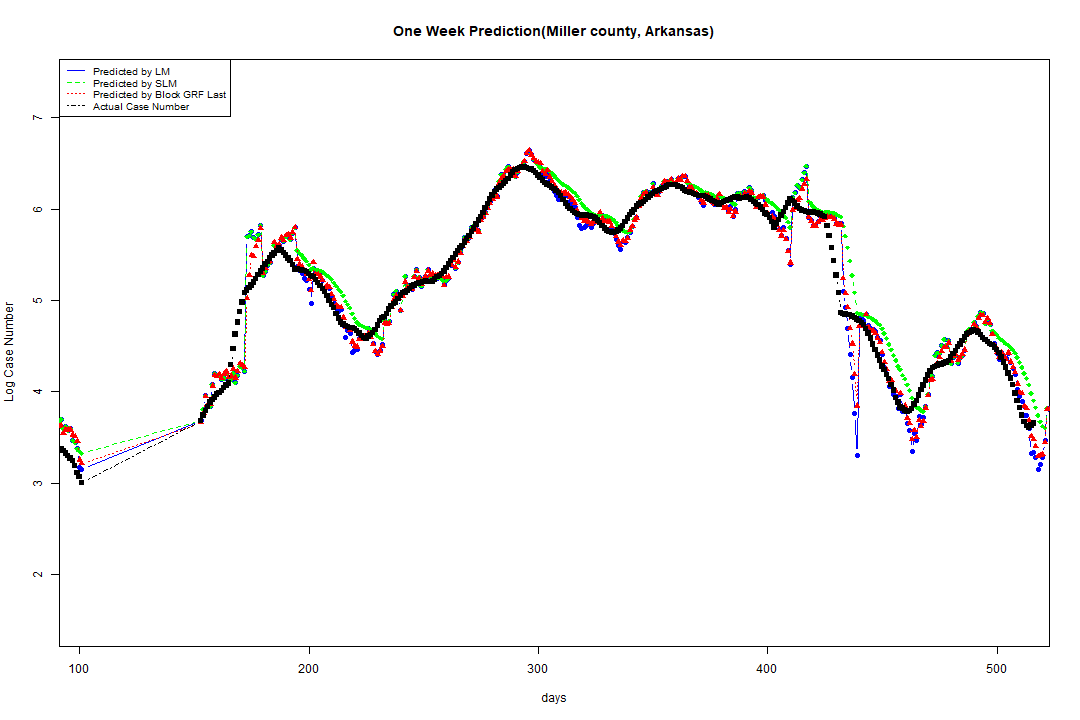 One Week Prediction(Miller county, Arkansas)
Predicted by LM
Predicted by SLM
Predicted by Block GRF Last
Actual Case Number
7
6
5
4
3
2
Log Case Number
100 200 300 400 500
days